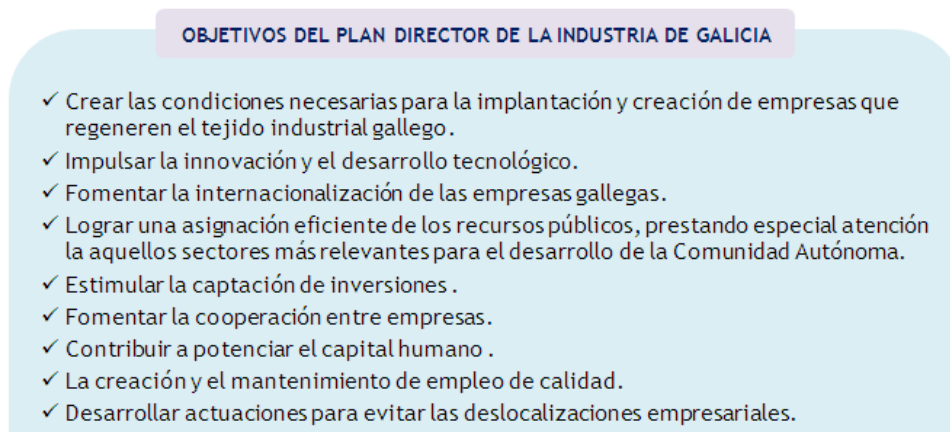 OBJETIVOS DEL PLAN DIRECTOR DE LA INDUSTRIA DE GALICIA
✓ Crear las condiciones necesarias para la implantación y creación de empresas que
regeneren el tejido industrial gallego.
✓ Impulsar la innovación y el desarrollo tecnológico.
✓ Fomentar la internacionalización de las empresas gallegas.
✓ Lograr una asignación eficiente de los recursos públicos, prestando especial atención
la aquellos sectores más relevantes para el desarrollo de la Comunidad Autónoma.
✓ Estimular la captación de inversiones .
✓ Fomentar la cooperación entre empresas.
✓ Contribuir a potenciar el capital humano .
✓ La creación y el mantenimiento de empleo de calidad.
✓ Desarrollar actuaciones para evitar las deslocalizaciones empresariales.